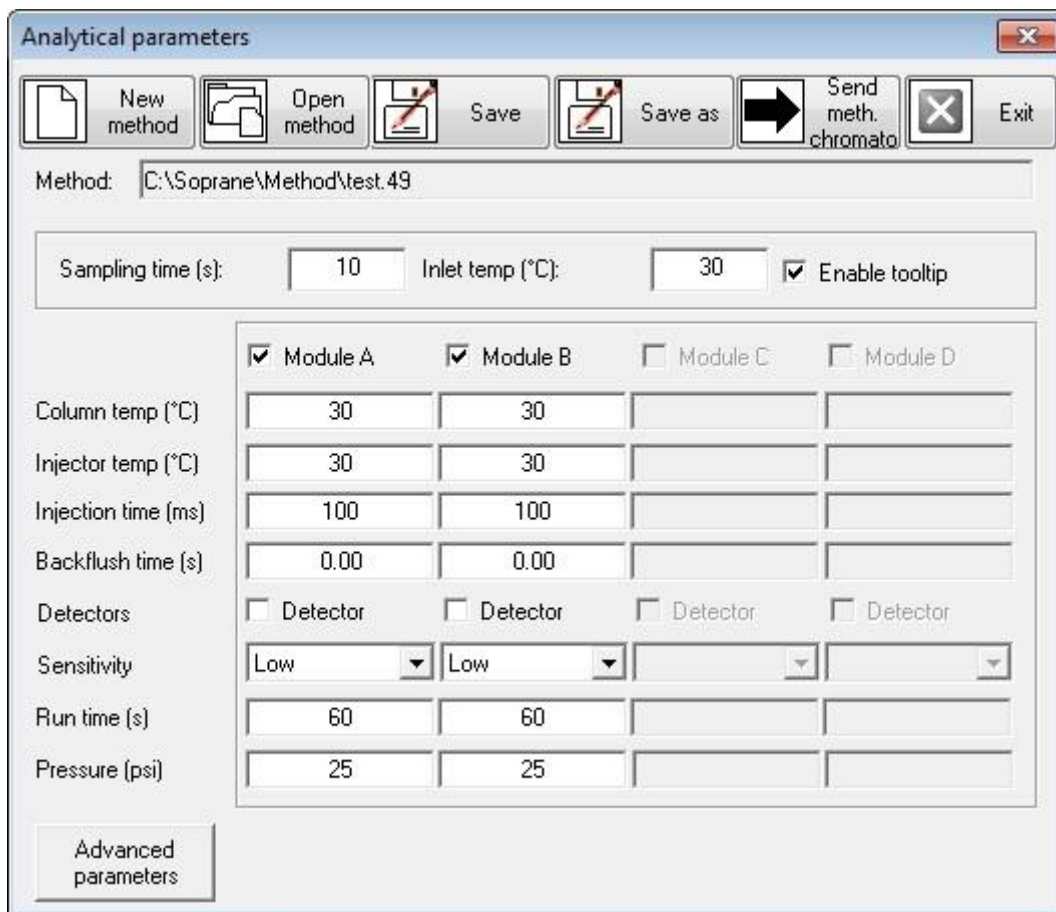 Analytical parameters
New method
Open method
Save
Save as
Send meth. chromato
Exit
Method: C:\Soprane\Method\test.49
Sampling time (s): 10 Inlet temp (°C): 30 Enable tooltip
Module A Module B Module C Module D
Column temp (°C) 30 30
Injector temp (°C) 30 30
Injection time (ms) 100 100
Backflush time (s) 0.00 0.00
Detectors Detector Detector Detector Detector
Sensitivity Low Low
Run time (s) 60 60
Pressure (psi) 25 25
Advanced
parameters